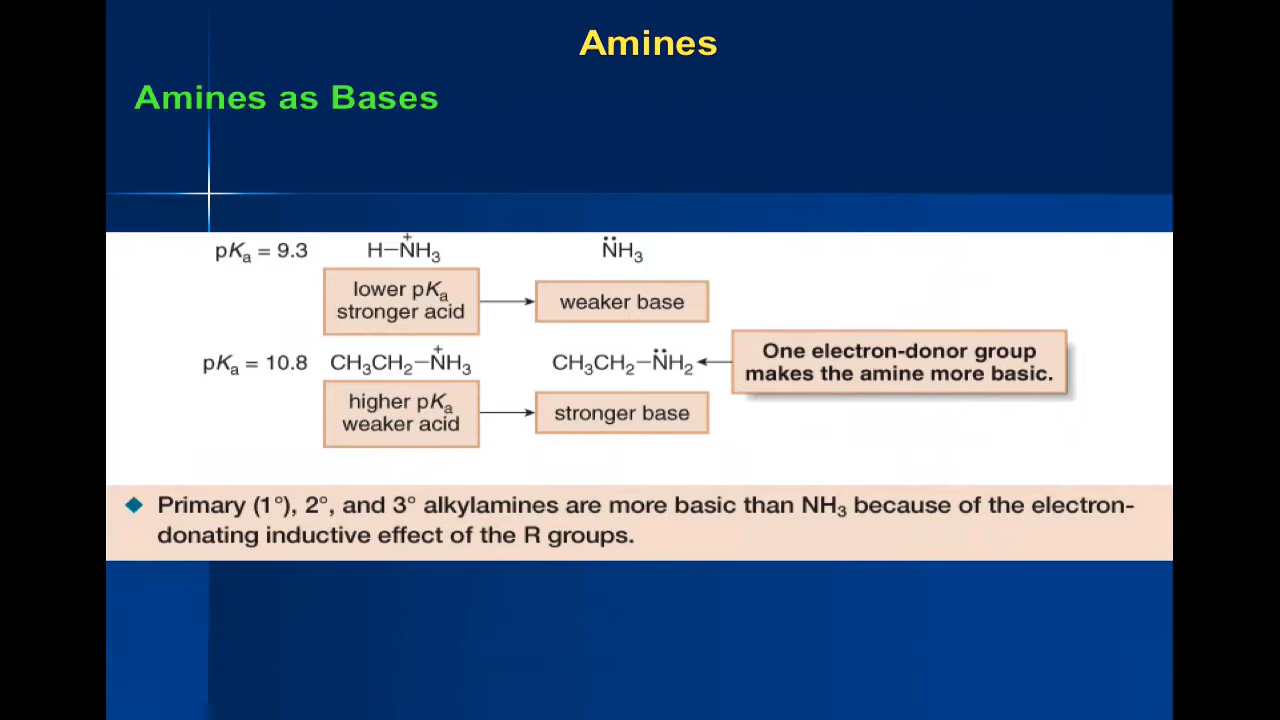 Amines
Amines as Bases
pKa = 9.3 H–N⁺H₃ N̈H₃
lower pKa
stronger acid
weaker base
pKa = 10.8 CH₃CH₂–N⁺H₃ CH₃CH₂–N̈H₂
One electron-donor group
makes the amine more basic.
higher pKa
weaker acid
stronger base
Primary (1°), 2°, and 3° alkylamines are more basic than NH₃ because of the electron-
donating inductive effect of the R groups.